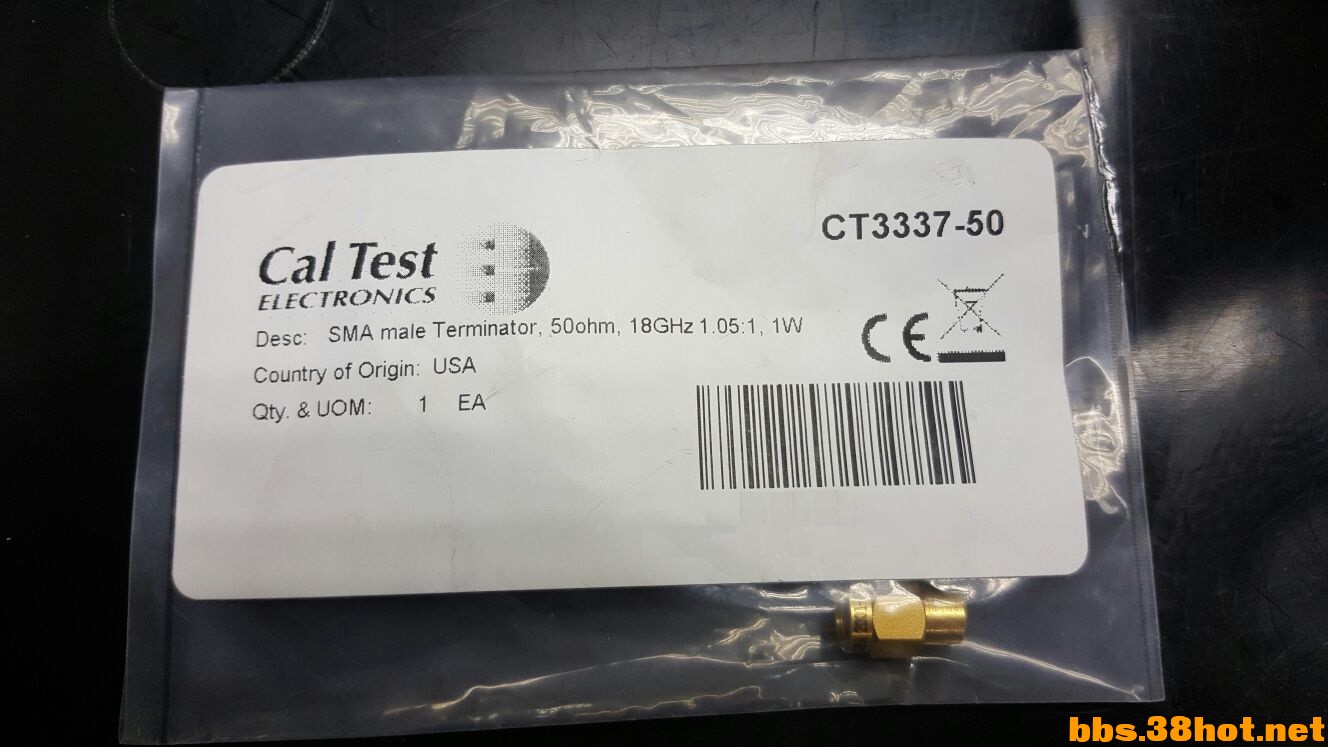 CT3337-50
Cal Test
ELECTRONICS
Desc: SMA male Terminator, 50ohm, 18GHz 1.05:1, 1W
CE
Country of Origin: USA
Qty. & UOM: 1 EA
bbs.38hot.net